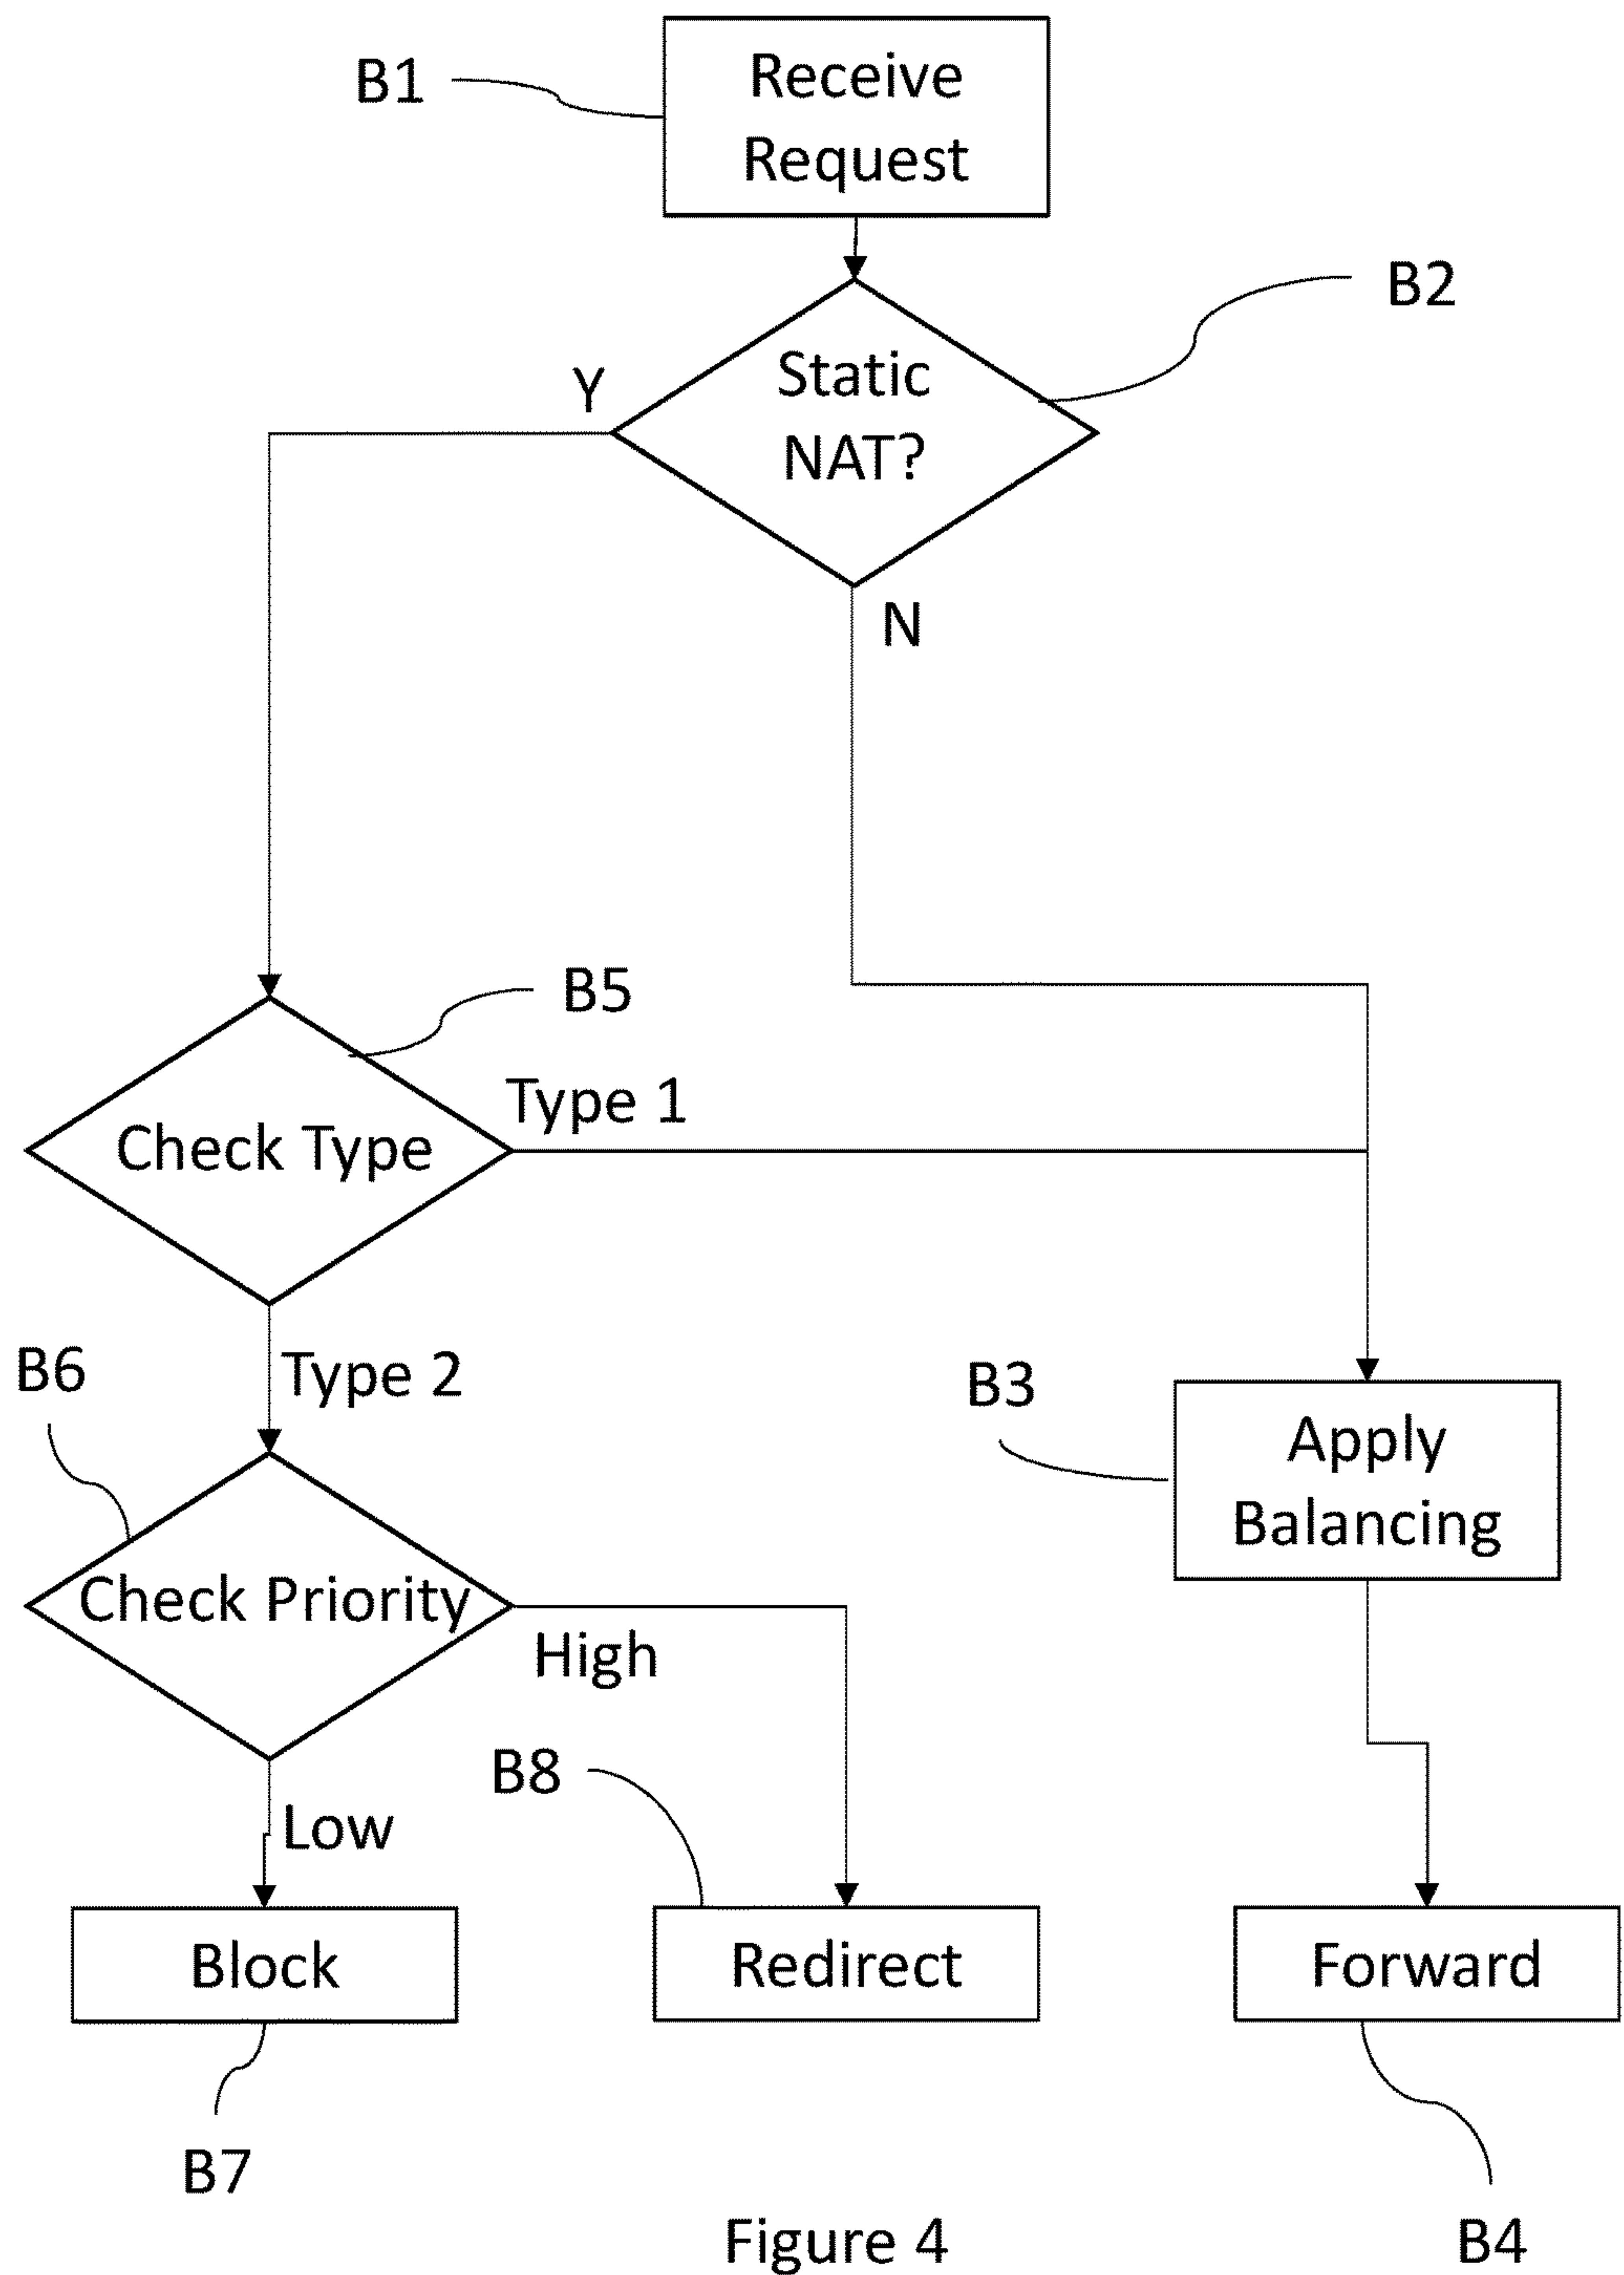 B1
Receive
Request
B2
Static
NAT?
Y
N
B5
Type 1
Check Type
B6
Type 2
B3
Apply
Balancing
Check Priority
High
B8
Low
Block
Redirect
Forward
B7
B4
Figure 4